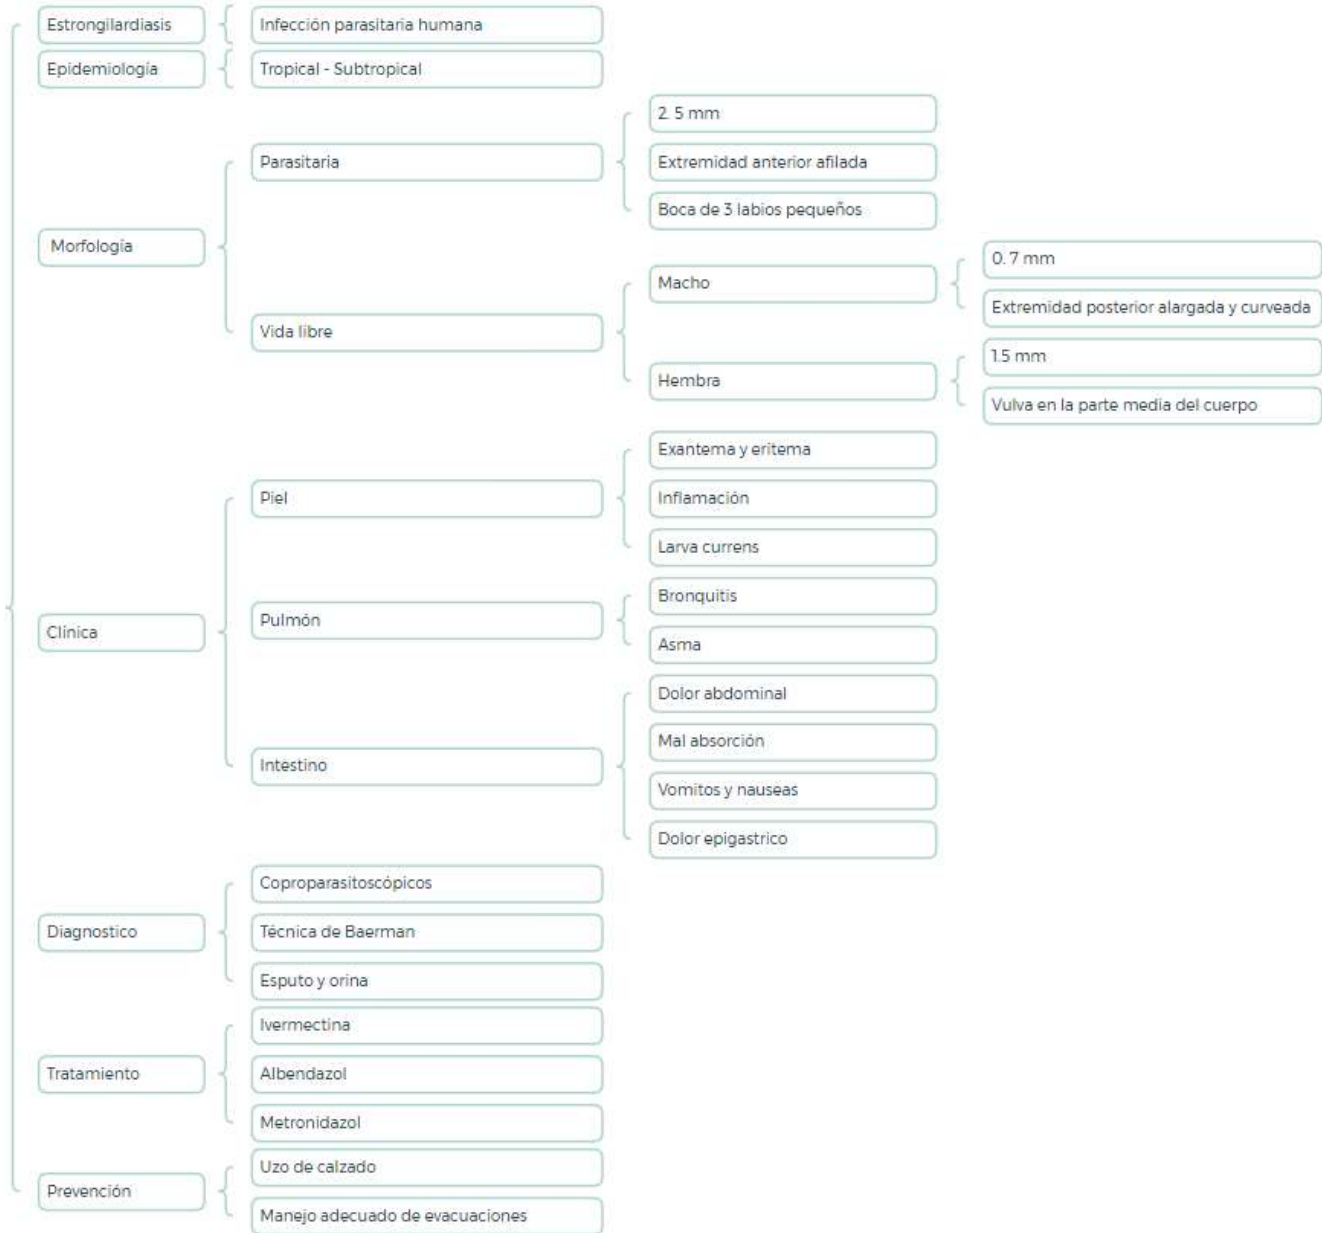 Estrongilardiasis
Infección parasitaria humana
Epidemiología
Tropical - Subtropical
Morfología
Parasitaria
2. 5 mm
Extremidad anterior afilada
Boca de 3 labios pequeños
Vida libre
Macho
0. 7 mm
Extremidad posterior alargada y curveada
Hembra
1.5 mm
Vulva en la parte media del cuerpo
Clínica
Piel
Exantema y eritema
Inflamación
Larva currens
Pulmón
Bronquitis
Asma
Intestino
Dolor abdominal
Mal absorción
Vomitos y nauseas
Dolor epigastrico
Diagnostico
Coproparasitoscópicos
Técnica de Baerman
Esputo y orina
Tratamiento
Ivermectina
Albendazol
Metronidazol
Prevención
Uzo de calzado
Manejo adecuado de evacuaciones